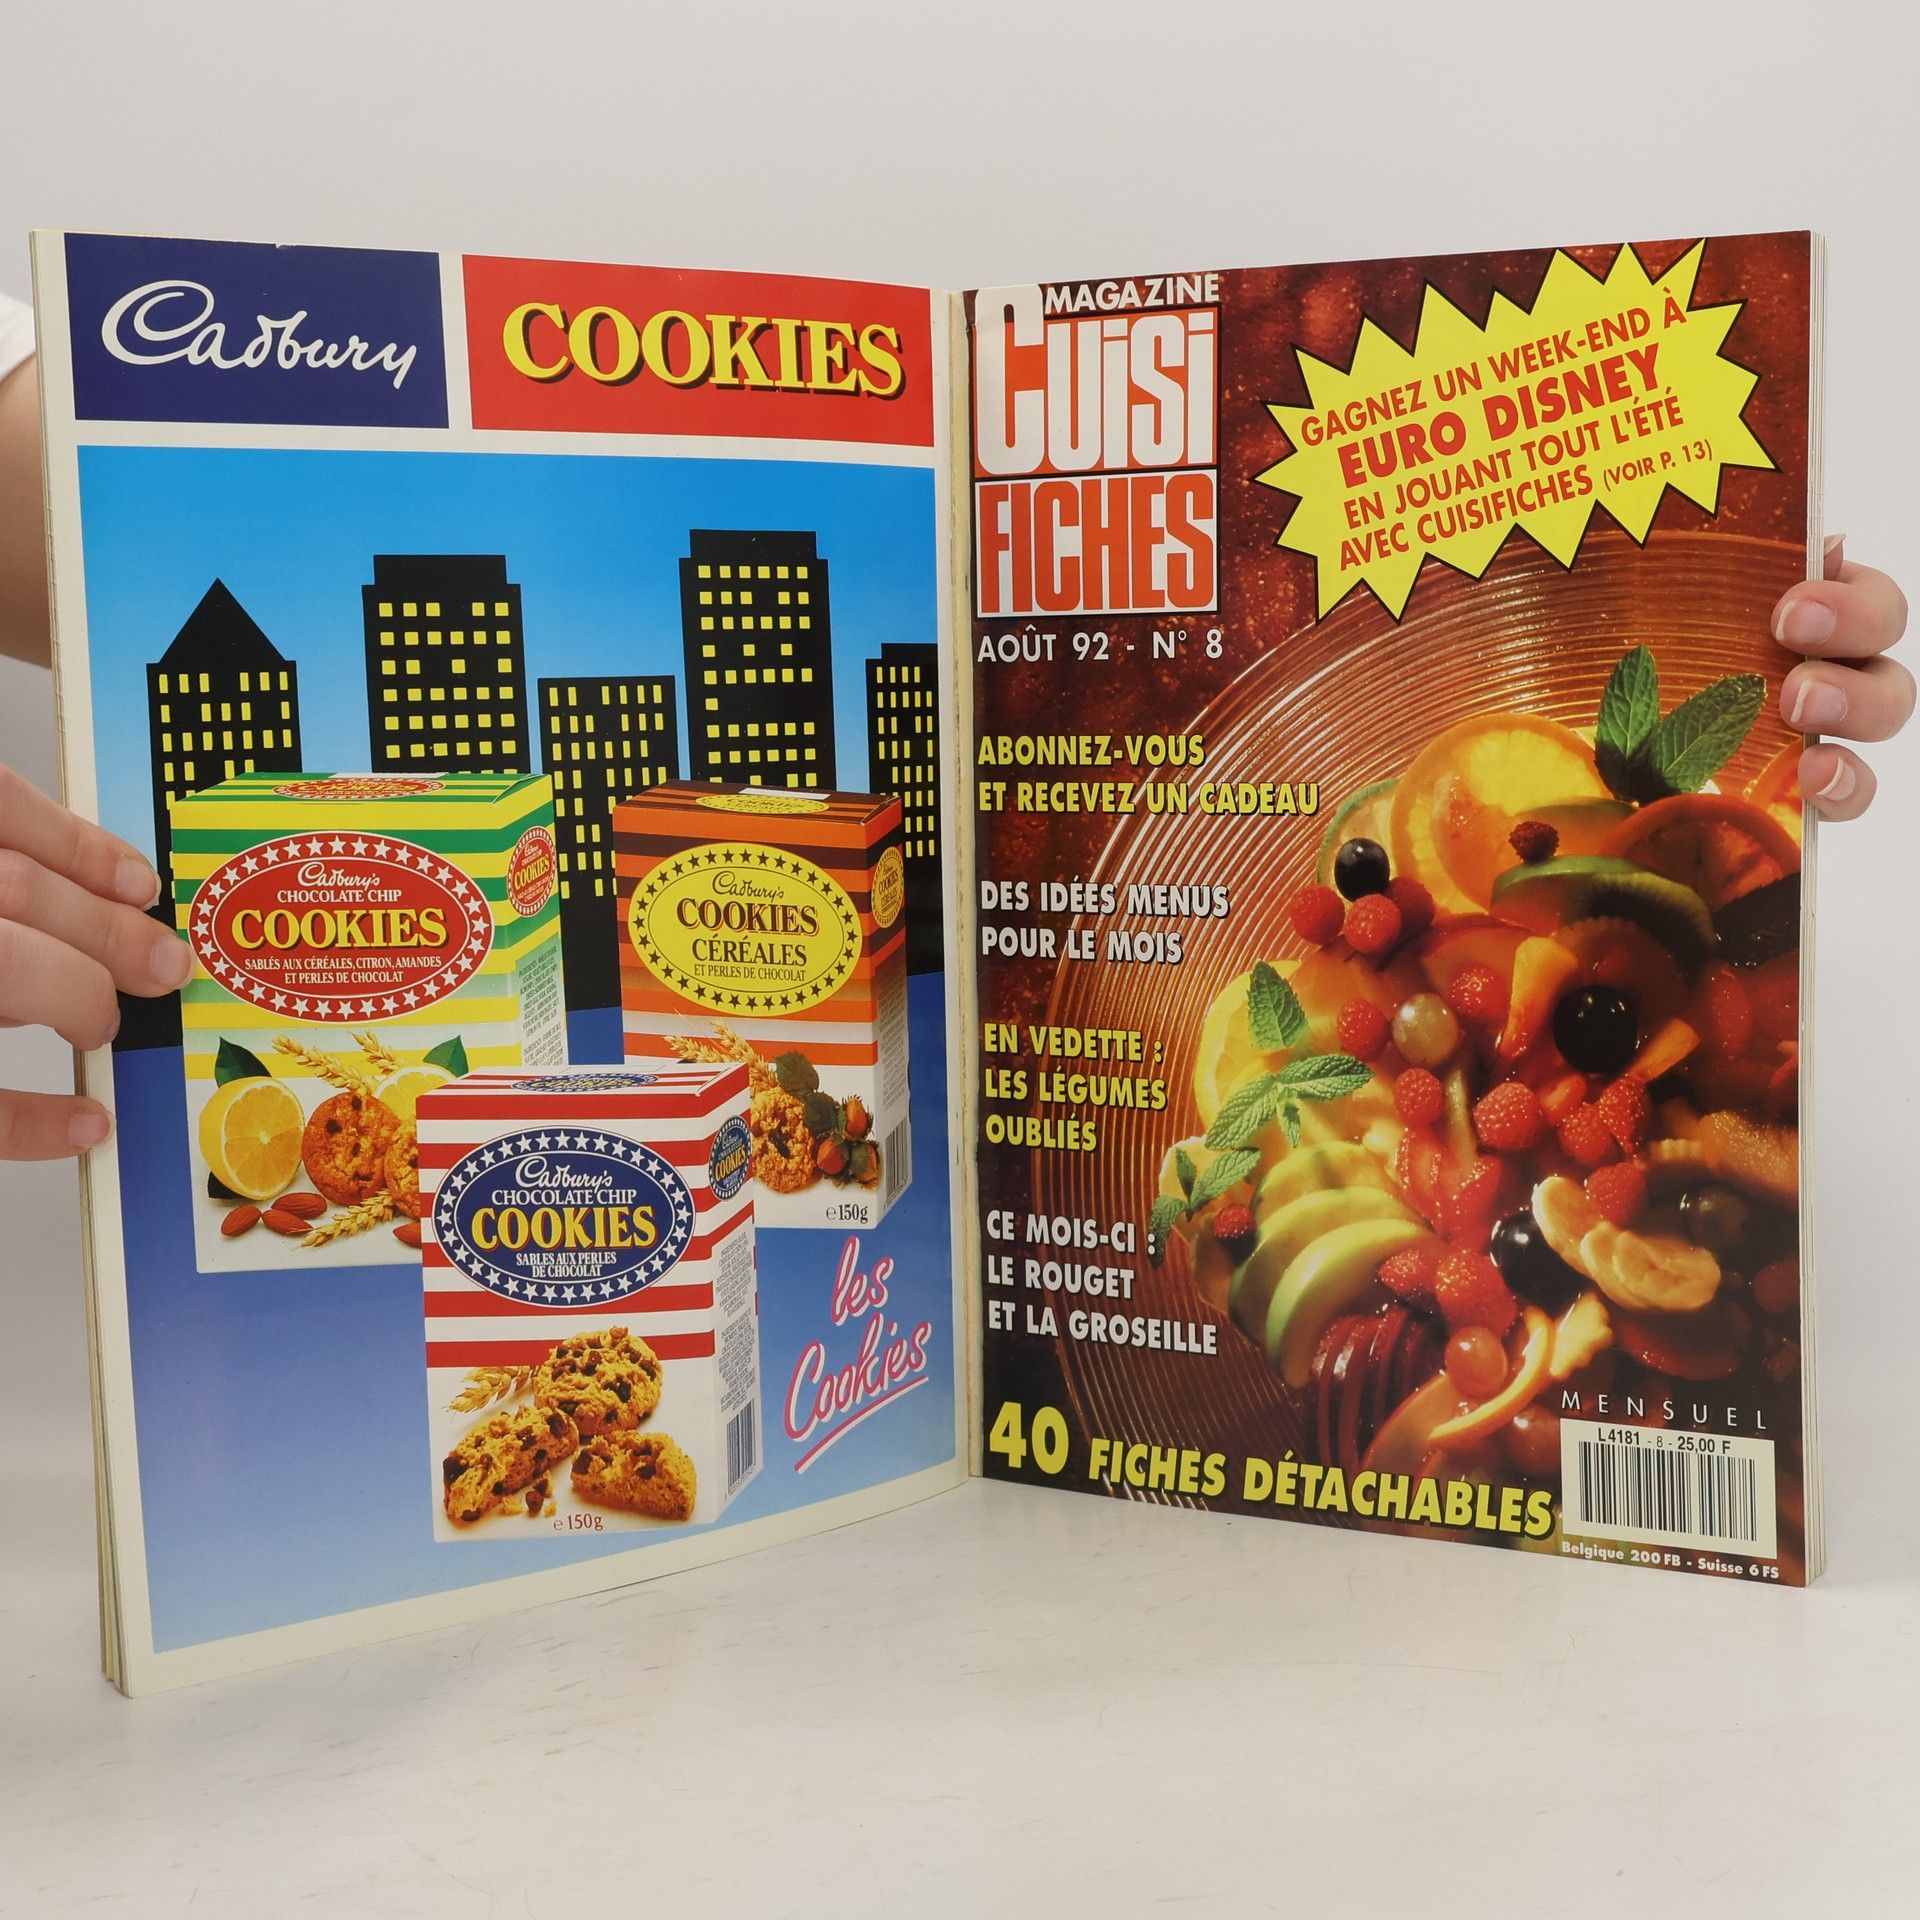 Cadbury
COOKIES
Cadbury's
CHOCOLATE CHIP
COOKIES
SABLÉS AUX CÉRÉALES, CITRON, AMANDES
ET PERLES DE CHOCOLAT
COOKIES
Cadbury's
COOKIES
CÉRÉALES
ET PERLES DE CHOCOLAT
COOKIES
e150g
Cadbury's
CHOCOLATE CHIP
COOKIES
SABLES AUX PERLES
DE CHOCOLAT
COOKIES
e150g
les
Cookies
MAGAZINE
CUISI
FICHES
AOÛT 92 - N° 8
GAGNEZ UN WEEK-END À
EURO DISNEY
EN JOUANT TOUT L'ÉTÉ
AVEC CUISIFICHES (VOIR P. 13)
ABONNEZ-VOUS
ET RECEVEZ UN CADEAU
DES IDÉES MENUS
POUR LE MOIS
EN VEDETTE :
LES LÉGUMES
OUBLIÉS
CE MOIS-CI :
LE ROUGET
ET LA GROSEILLE
40 FICHES DÉTACHABLES
MENSUEL
L4181 - 8 - 25,00 F
Belgique 200 FB - Suisse 6 FS